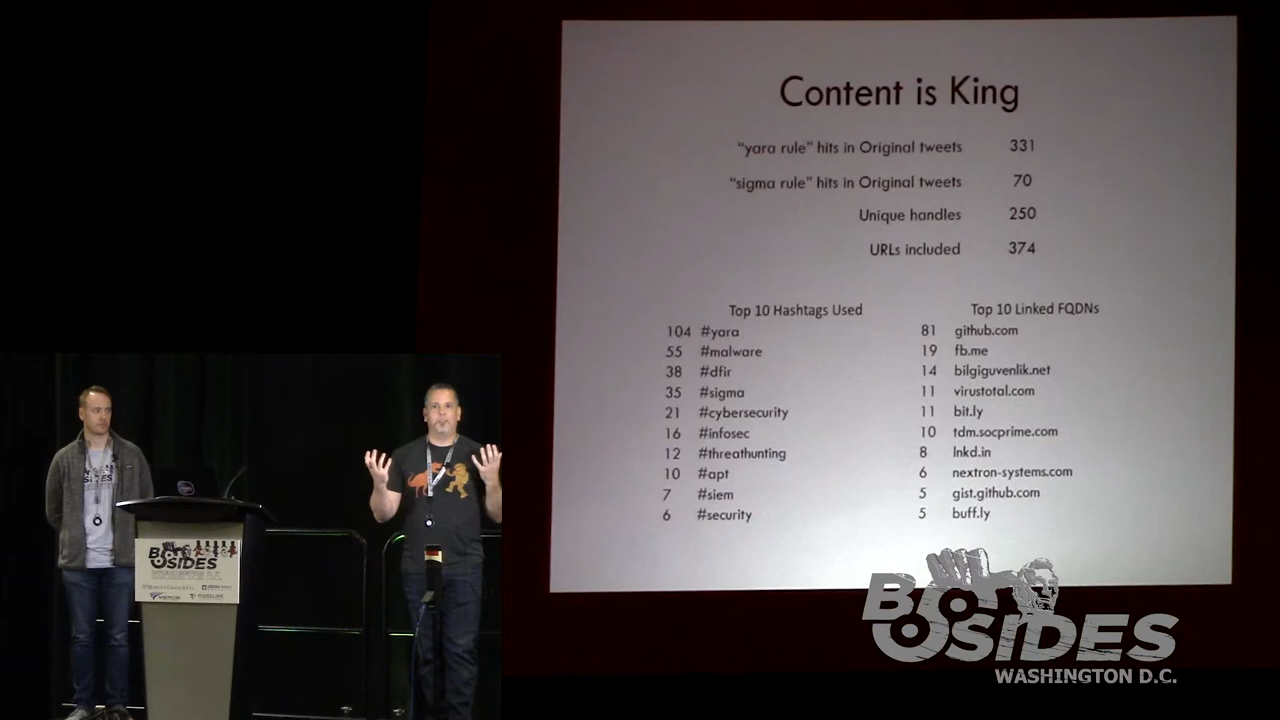 Content is King
"yara rule" hits in Original tweets 331
"sigma rule" hits in Original tweets 70
Unique handles 250
URLs included 374
Top 10 Hashtags Used
104 #yara
55 #malware
38 #dfir
35 #sigma
21 #cybersecurity
16 #infosec
12 #threathunting
10 #apt
7 #siem
6 #security
Top 10 Linked FQDNs
81 github.com
19 fb.me
14 bilgiguvenlik.net
11 virustotal.com
11 bit.ly
10 tdm.socprime.com
8 lnkd.in
6 nextron-systems.com
5 gist.github.com
5 buff.ly
BSIDES
SIDES
BSIDES
WASHINGTON D.C.